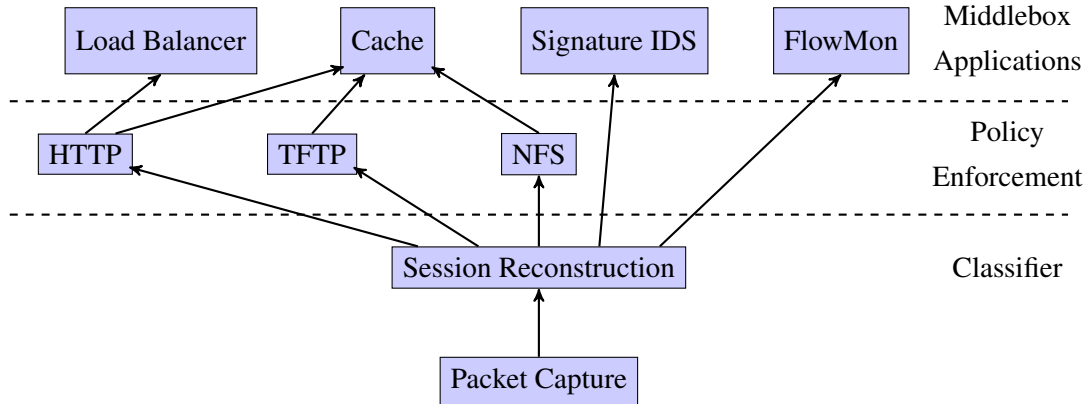 Load Balancer
Cache
Signature IDS
FlowMon
Middlebox
Applications
HTTP
TFTP
NFS
Policy
Enforcement
Session Reconstruction
Classifier
Packet Capture